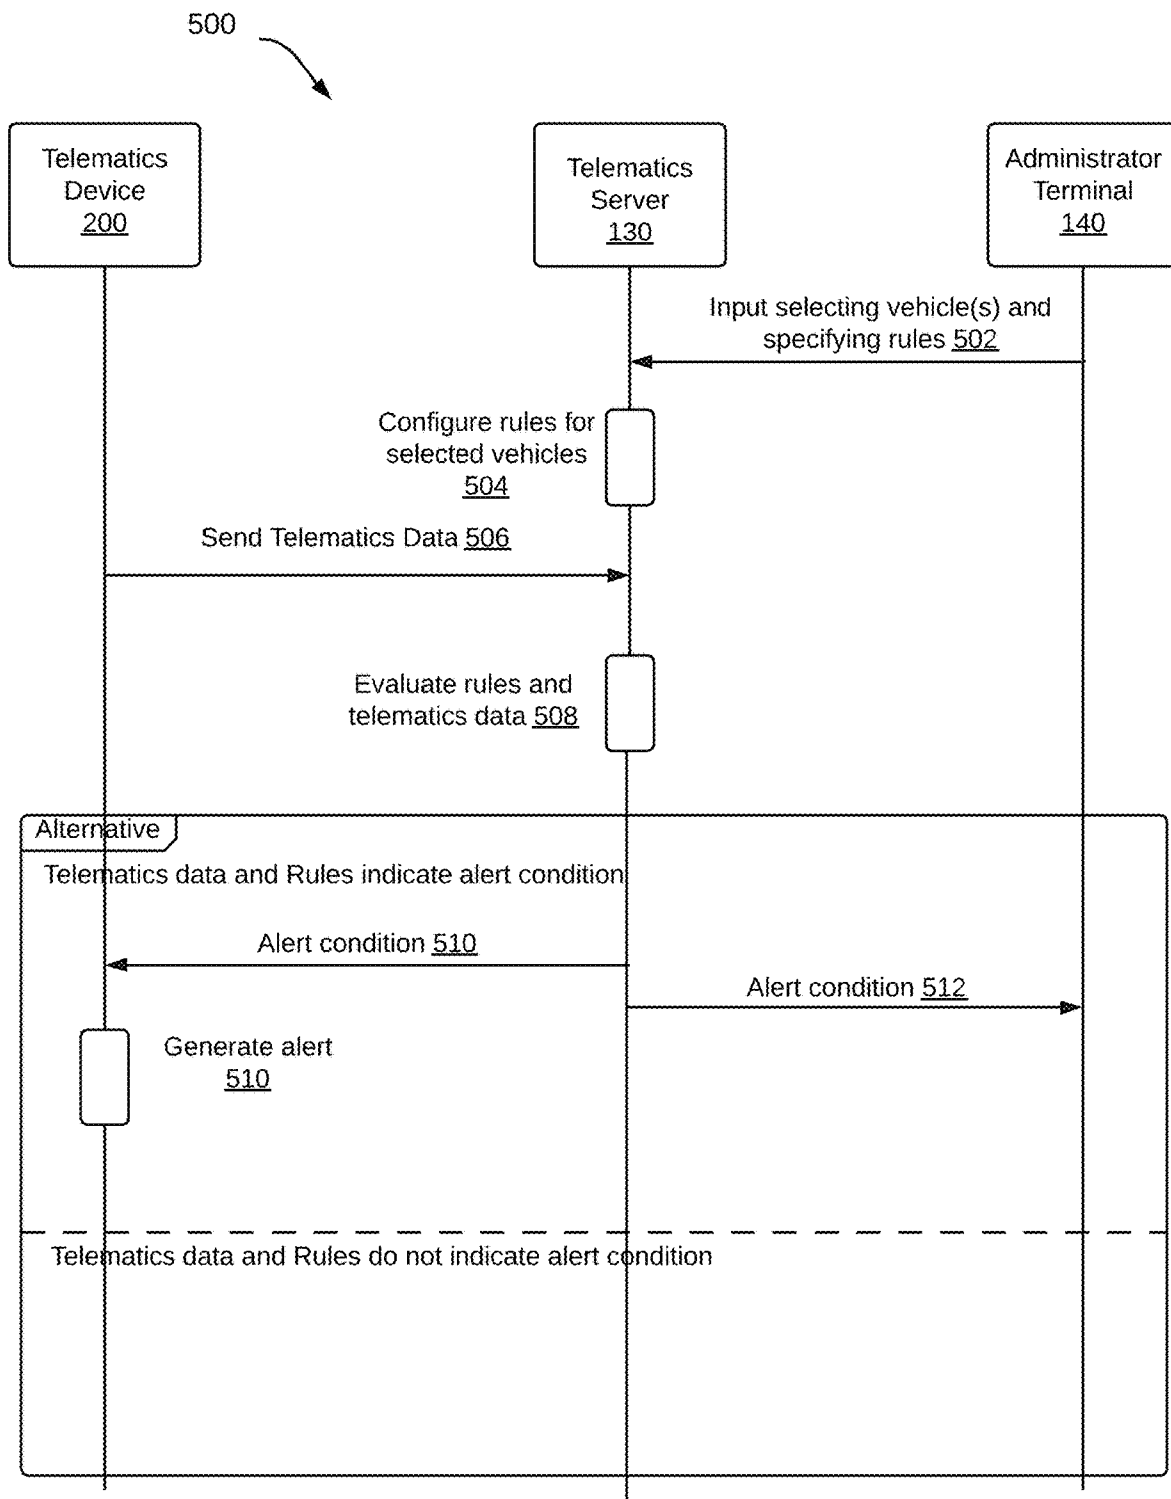 500
Telematics
Device
200
Telematics
Server
130
Administrator
Terminal
140
Input selecting vehicle(s) and
specifying rules 502
Configure rules for
selected vehicles
504
Send Telematics Data 506
Evaluate rules and
telematics data 508
Alternative
Telematics data and Rules indicate alert condition
Alert condition 510
Alert condition 512
Generate alert
510
Telematics data and Rules do not indicate alert condition